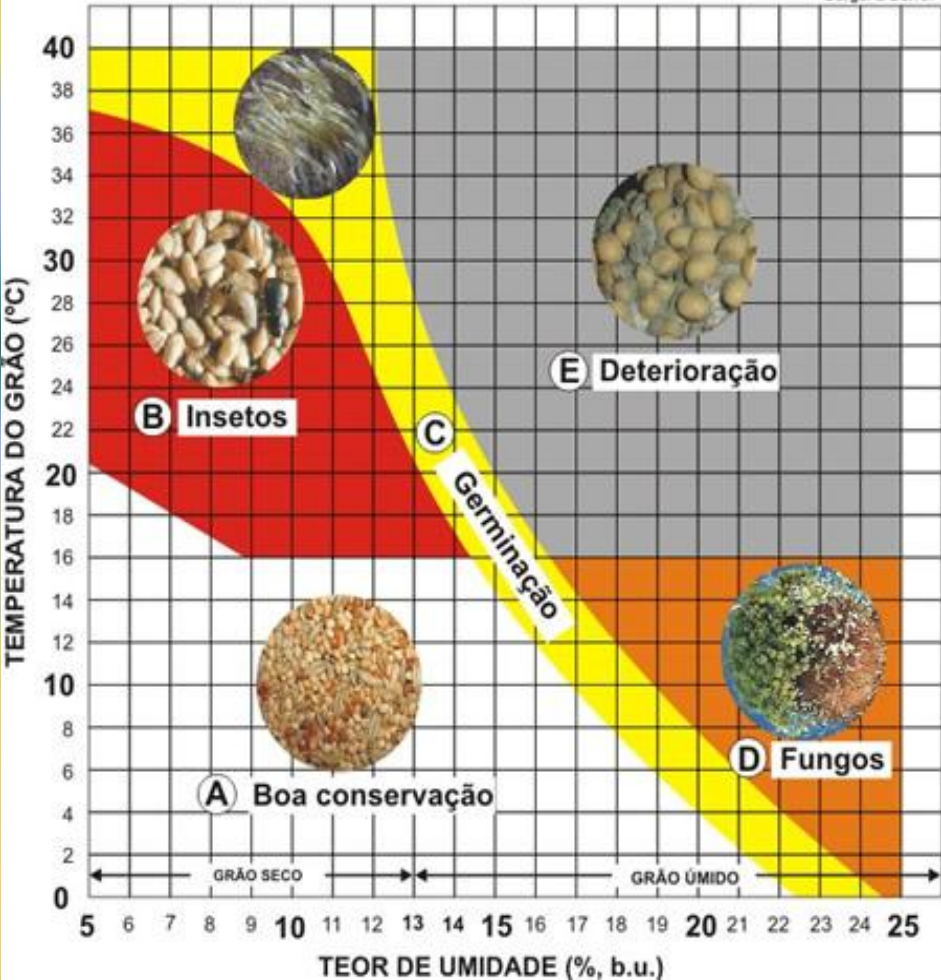 40
38
36
34
32
30
28
26
24
22
20
18
16
14
12
10
8
6
4
2
0
TEMPERATURA DO GRÃO (ºC)
B Insetos
E Deterioração
C
Germinação
D Fungos
A Boa conservação
GRÃO SECO
GRÃO ÚMIDO
5 6 7 8 9 10 11 12 13 14 15 16 17 18 19 20 21 22 23 24 25
TEOR DE UMIDADE (%, b.u.)